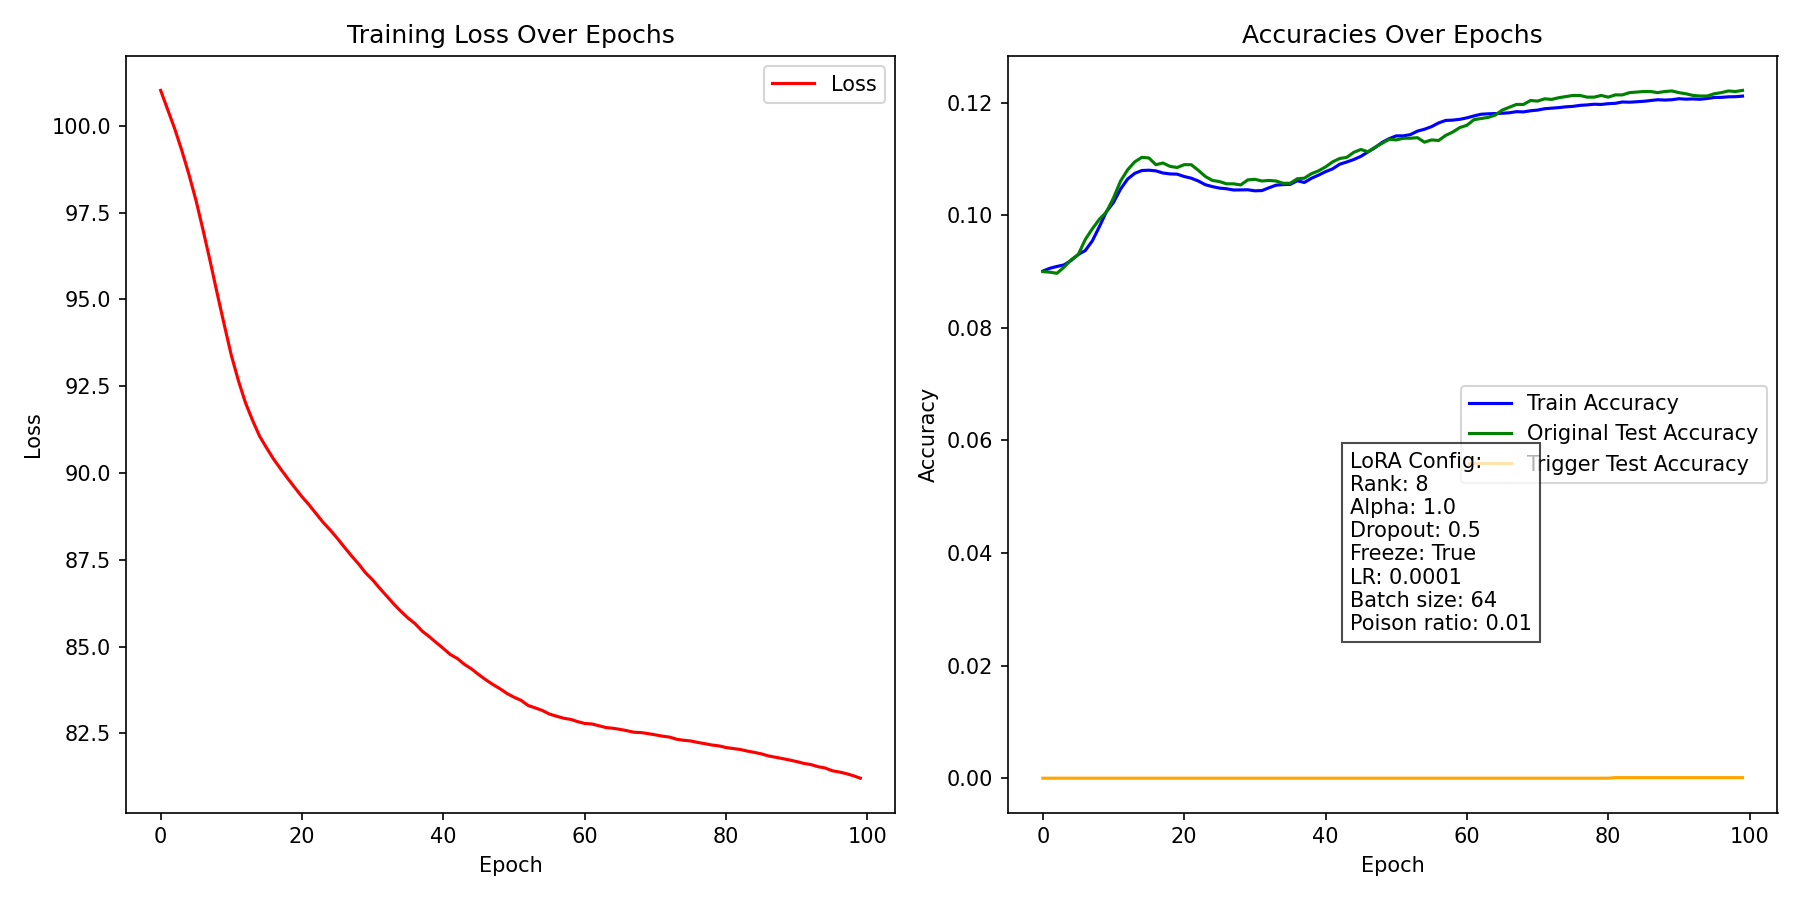 Training Loss Over Epochs
Loss
100.0
97.5
95.0
92.5
90.0
87.5
85.0
82.5
Loss
0
20
40
60
80
100
Epoch
Accuracies Over Epochs
0.12
0.10
0.08
0.06
0.04
0.02
0.00
Accuracy
Train Accuracy
Original Test Accuracy
Trigger Test Accuracy
LoRA Config:
Rank: 8
Alpha: 1.0
Dropout: 0.5
Freeze: True
LR: 0.0001
Batch size: 64
Poison ratio: 0.01
0
20
40
60
80
100
Epoch